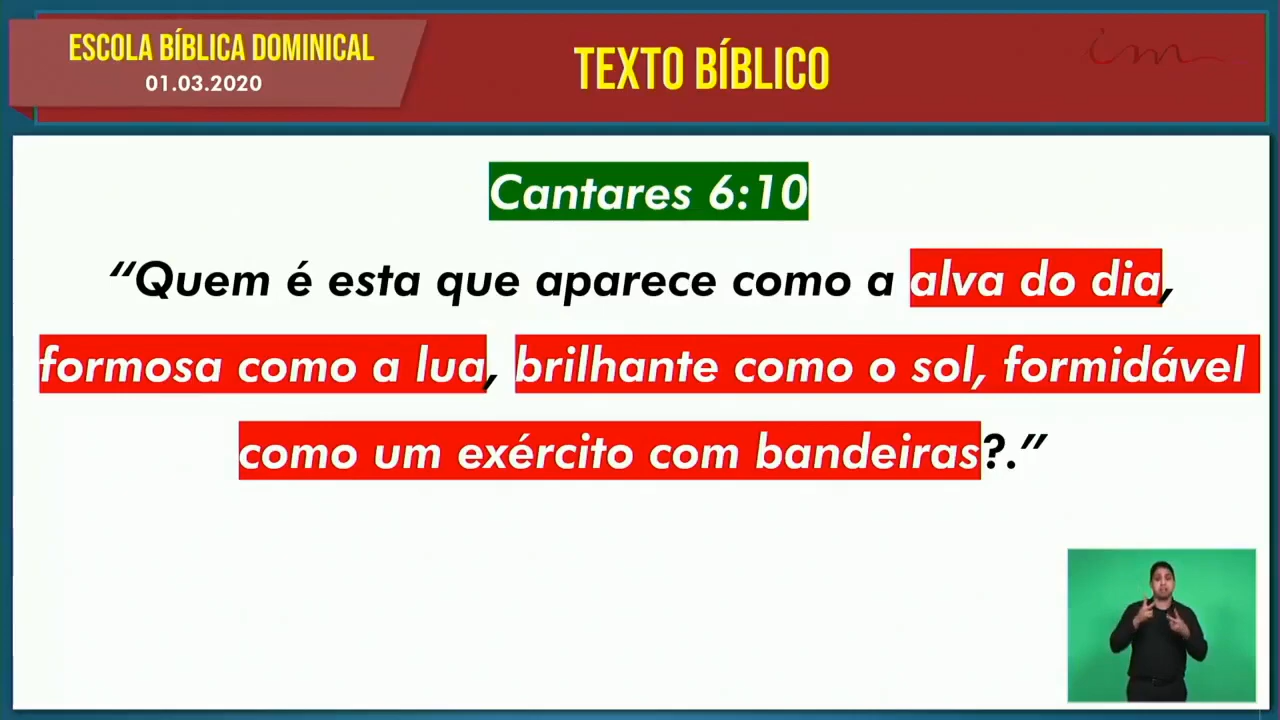 ESCOLA BÍBLICA DOMINICAL
01.03.2020
TEXTO BÍBLICO
im
Cantares 6:10
“Quem é esta que aparece como a alva do dia,
formosa como a lua, brilhante como o sol, formidável
como um exército com bandeiras?.”